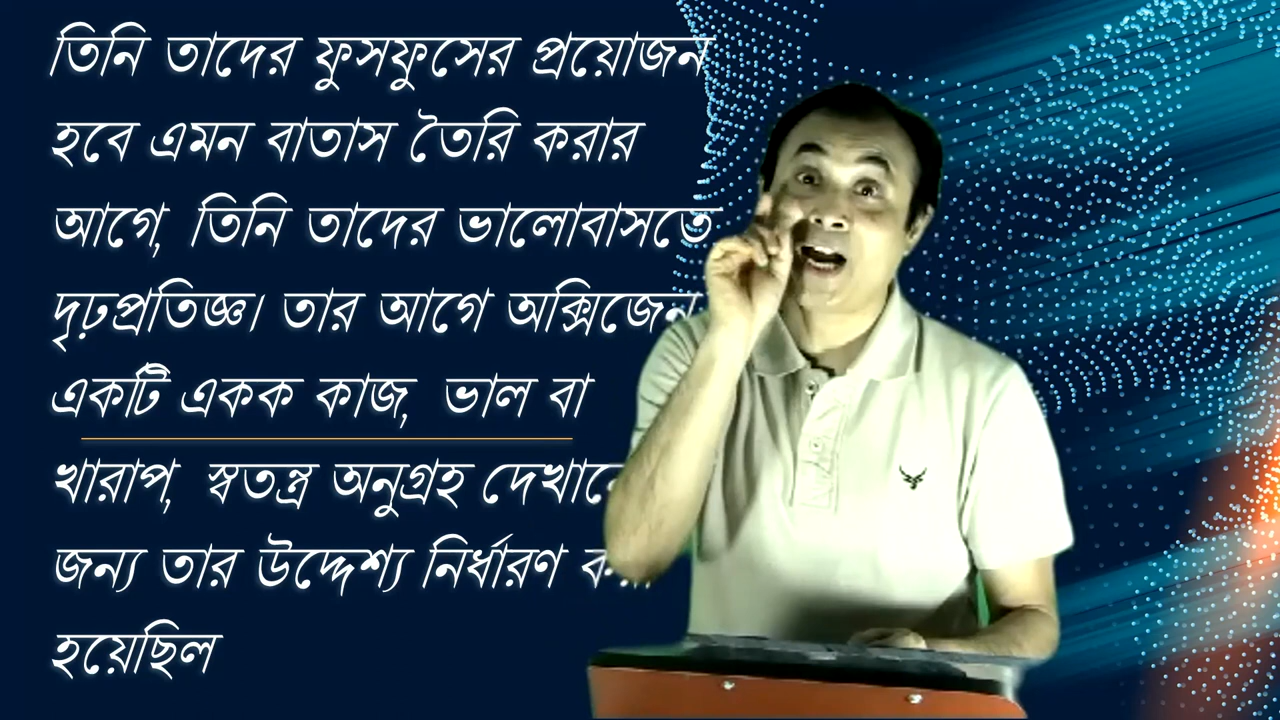 তিনি তাদের ফুসফুসের প্রয়োজন
হবে এমন বাতাস তৈরি করার
আগে, তিনি তাদের ভালোবাসতে
দৃঢ়প্রতিজ্ঞ। তার আগে অক্সিজেন
একটি একক কাজ, ভাল বা
খারাপ, স্বতন্ত্র অনুগ্রহ
জন্য তার উদ্দেশ্য নির্ধারণ
হয়েছিল